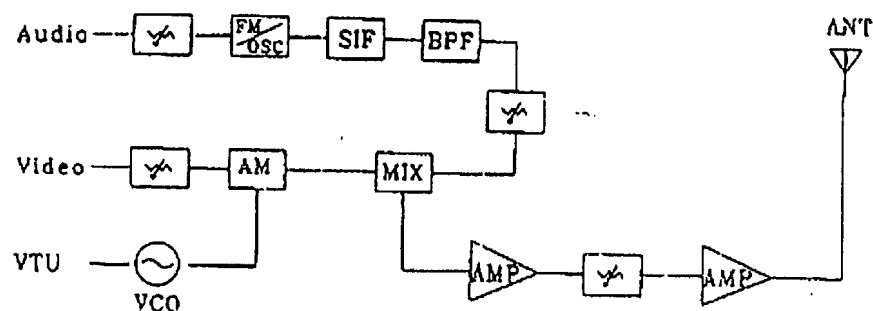 Audio
FM/OSC
SIF
BPF
ANT
Video
AM
MIX
VTU
VCO
AMP
AMP